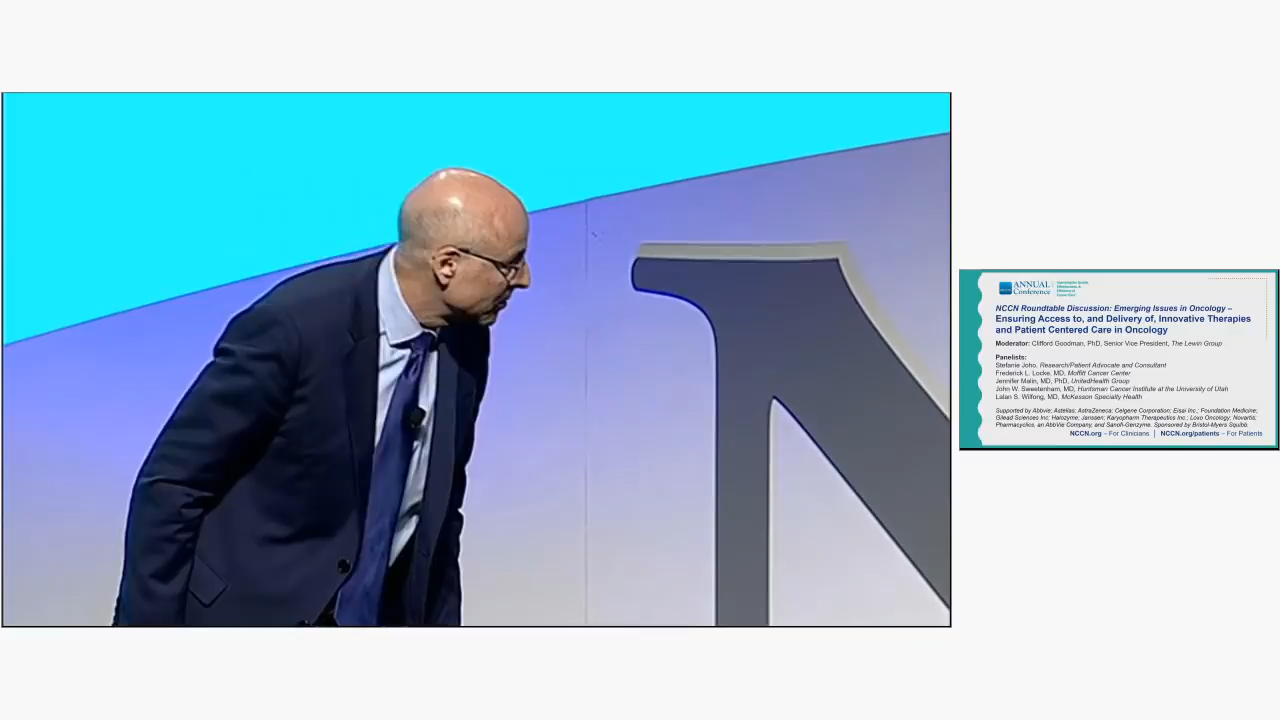 N
ANNUAL
Conference
NCCN Roundtable Discussion: Emerging Issues in Oncology –
Ensuring Access to, and Delivery of, Innovative Therapies
and Patient Centered Care in Oncology
Moderator: Clifford Goodman, PhD, Senior Vice President, The Lewin Group
Panelists:
Stefanie Joho, Research/Patient Advocate and Consultant
Frederick L. Locke, MD, Moffitt Cancer Center
Jennifer Malin, MD, PhD, UnitedHealth Group
John W. Sweetenham, MD, Huntsman Cancer Institute at the University of Utah
Lalan S. Wilfong, MD, McKesson Specialty Health
Supported by Abbvie; Astellas; AstraZeneca; Celgene Corporation; Eisai Inc.; Foundation Medicine;
Gilead Sciences Inc; Halozyme; Janssen; Karyopharm Therapeutics Inc.; Loxo Oncology; Novartis;
Pharmacyclics, an AbbVie Company, and Sanofi-Genzyme. Sponsored by Bristol-Myers Squibb.
NCCN.org – For Clinicians | NCCN.org/patients – For Patients